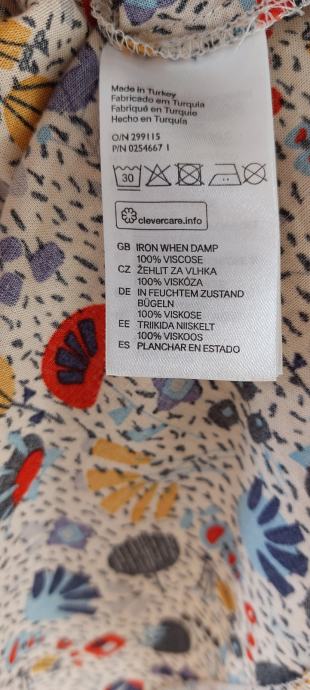 Made in Turkey
Fabricado em Turquia
Fabriqué en Turquie
Hecho en Turquía
O/N 299115
P/N 0254667 1
30
clevercare.info
GB IRON WHEN DAMP
100% VISCOSE
CZ ŽEHLIT ZA VLHKA
100% VISKÓZA
DE IN FEUCHTEM ZUSTAND
BÜGELN
100% VISKOSE
EE TRIIKIDA NIISKELT
100% VISKOOS
ES PLANCHAR EN ESTADO